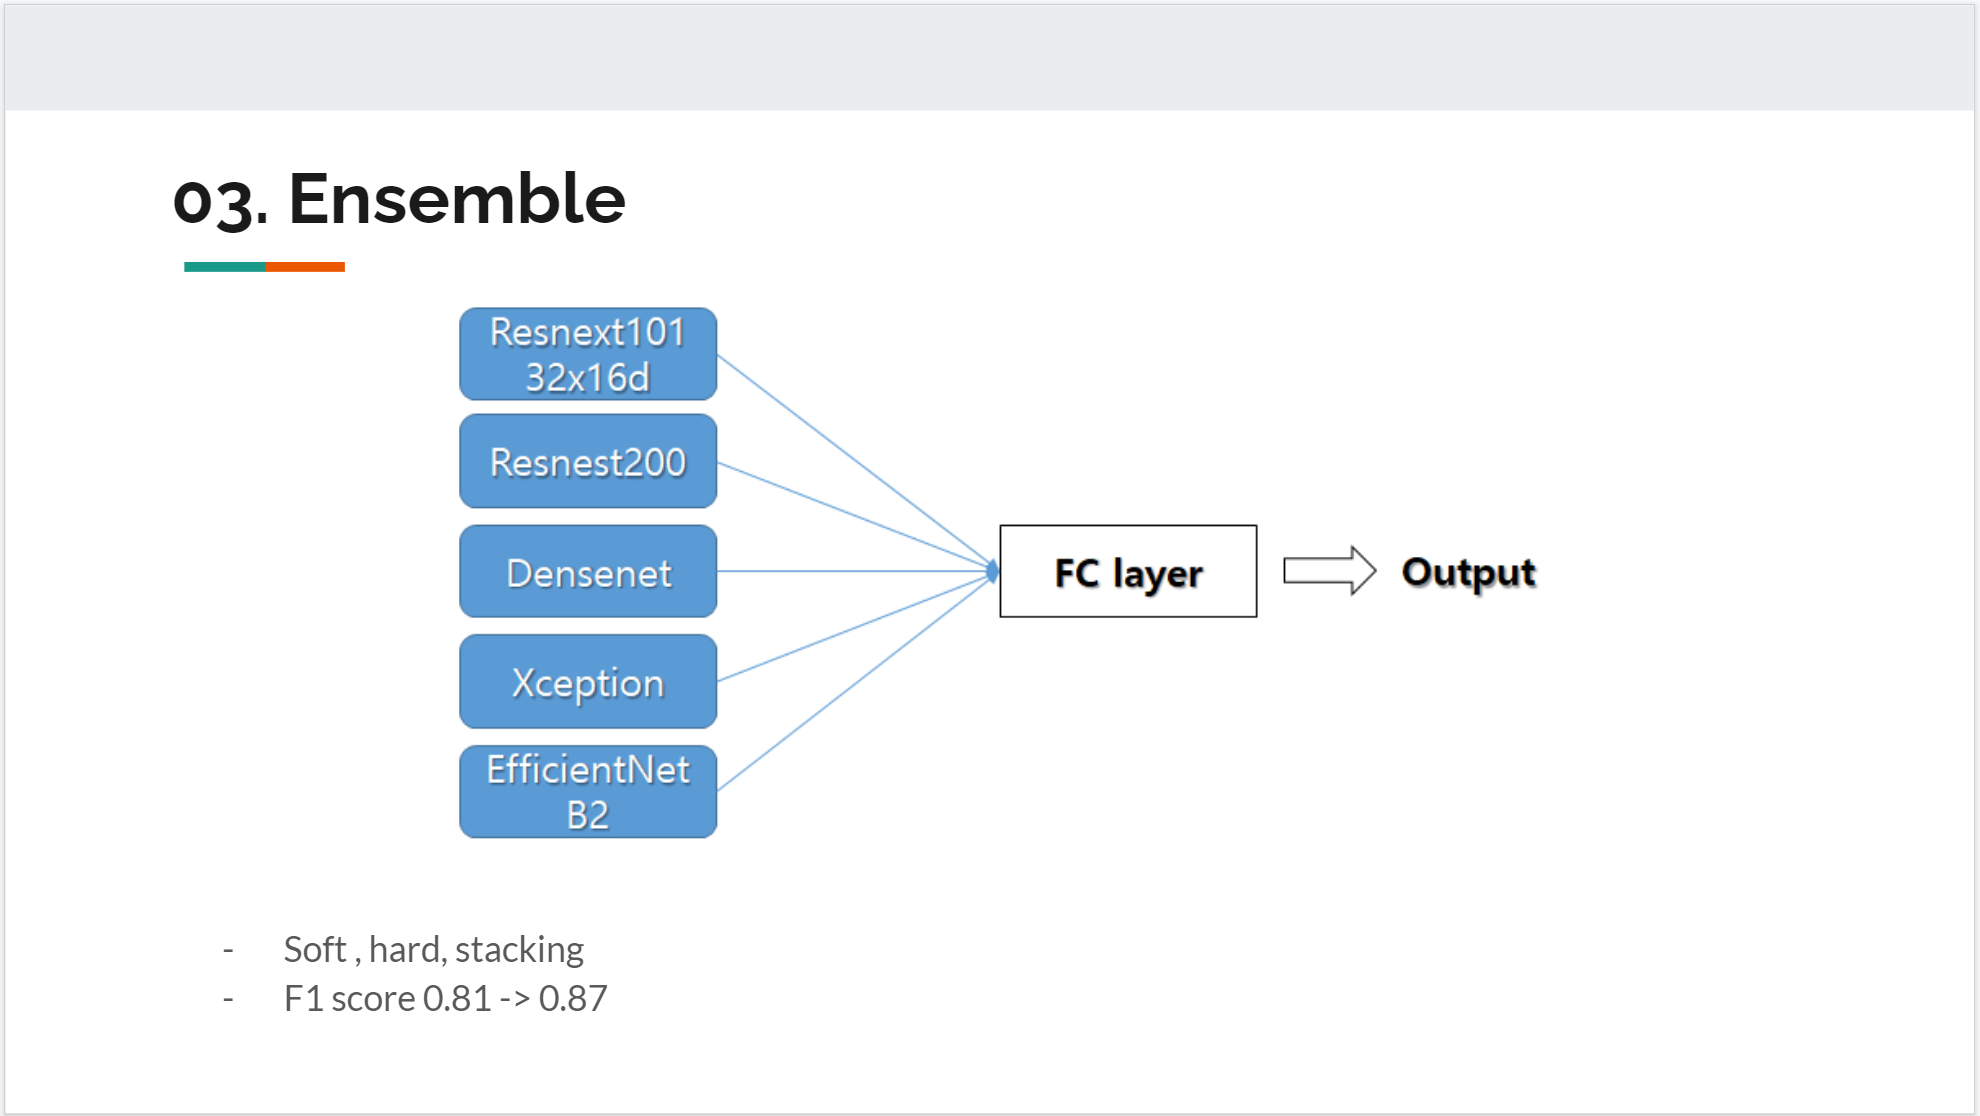 03. Ensemble
Resnext101
32x16d
Resnest200
Densenet
Xception
EfficientNet
B2
FC layer
Output
- Soft , hard, stacking
- F1 score 0.81 -> 0.87